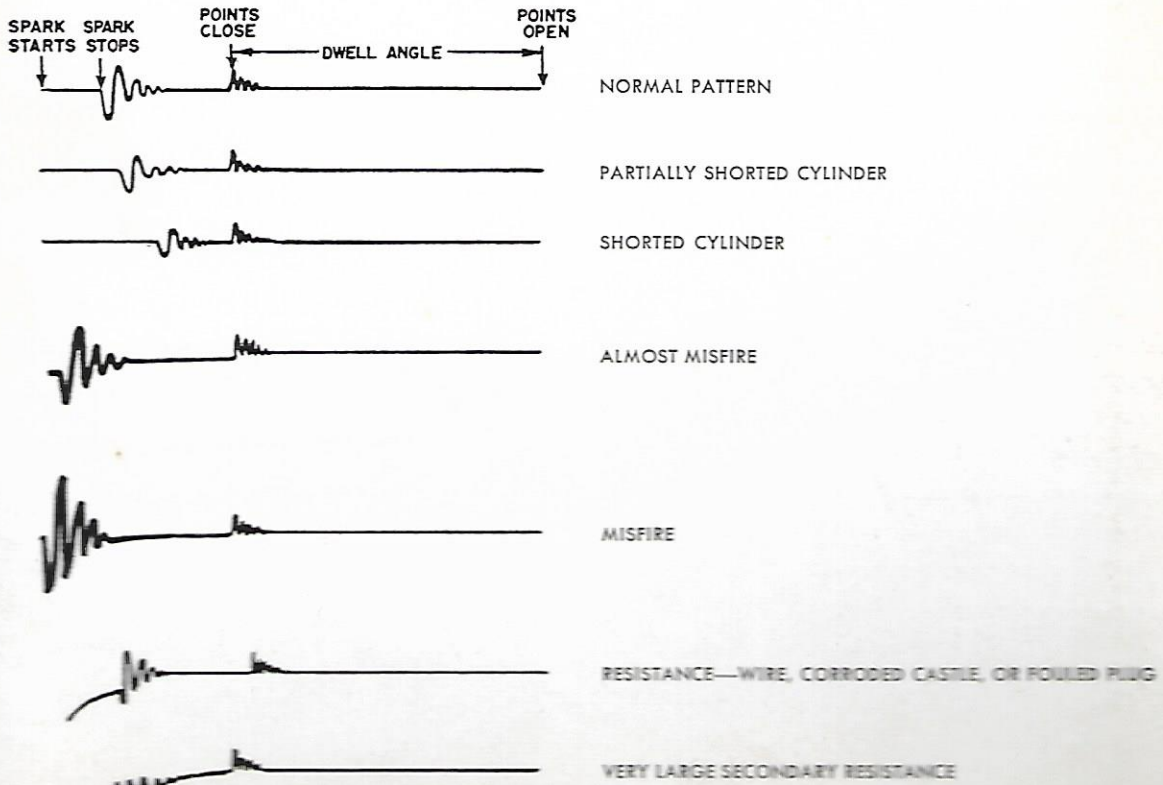 SPARK STARTS
SPARK STOPS
POINTS CLOSE
POINTS OPEN
DWELL ANGLE
NORMAL PATTERN
PARTIALLY SHORTED CYLINDER
SHORTED CYLINDER
ALMOST MISFIRE
MISFIRE
RESISTANCE—WIRE, CORRODED CASTLE, OR FOULED PLUG
VERY LARGE SECONDARY RESISTANCE